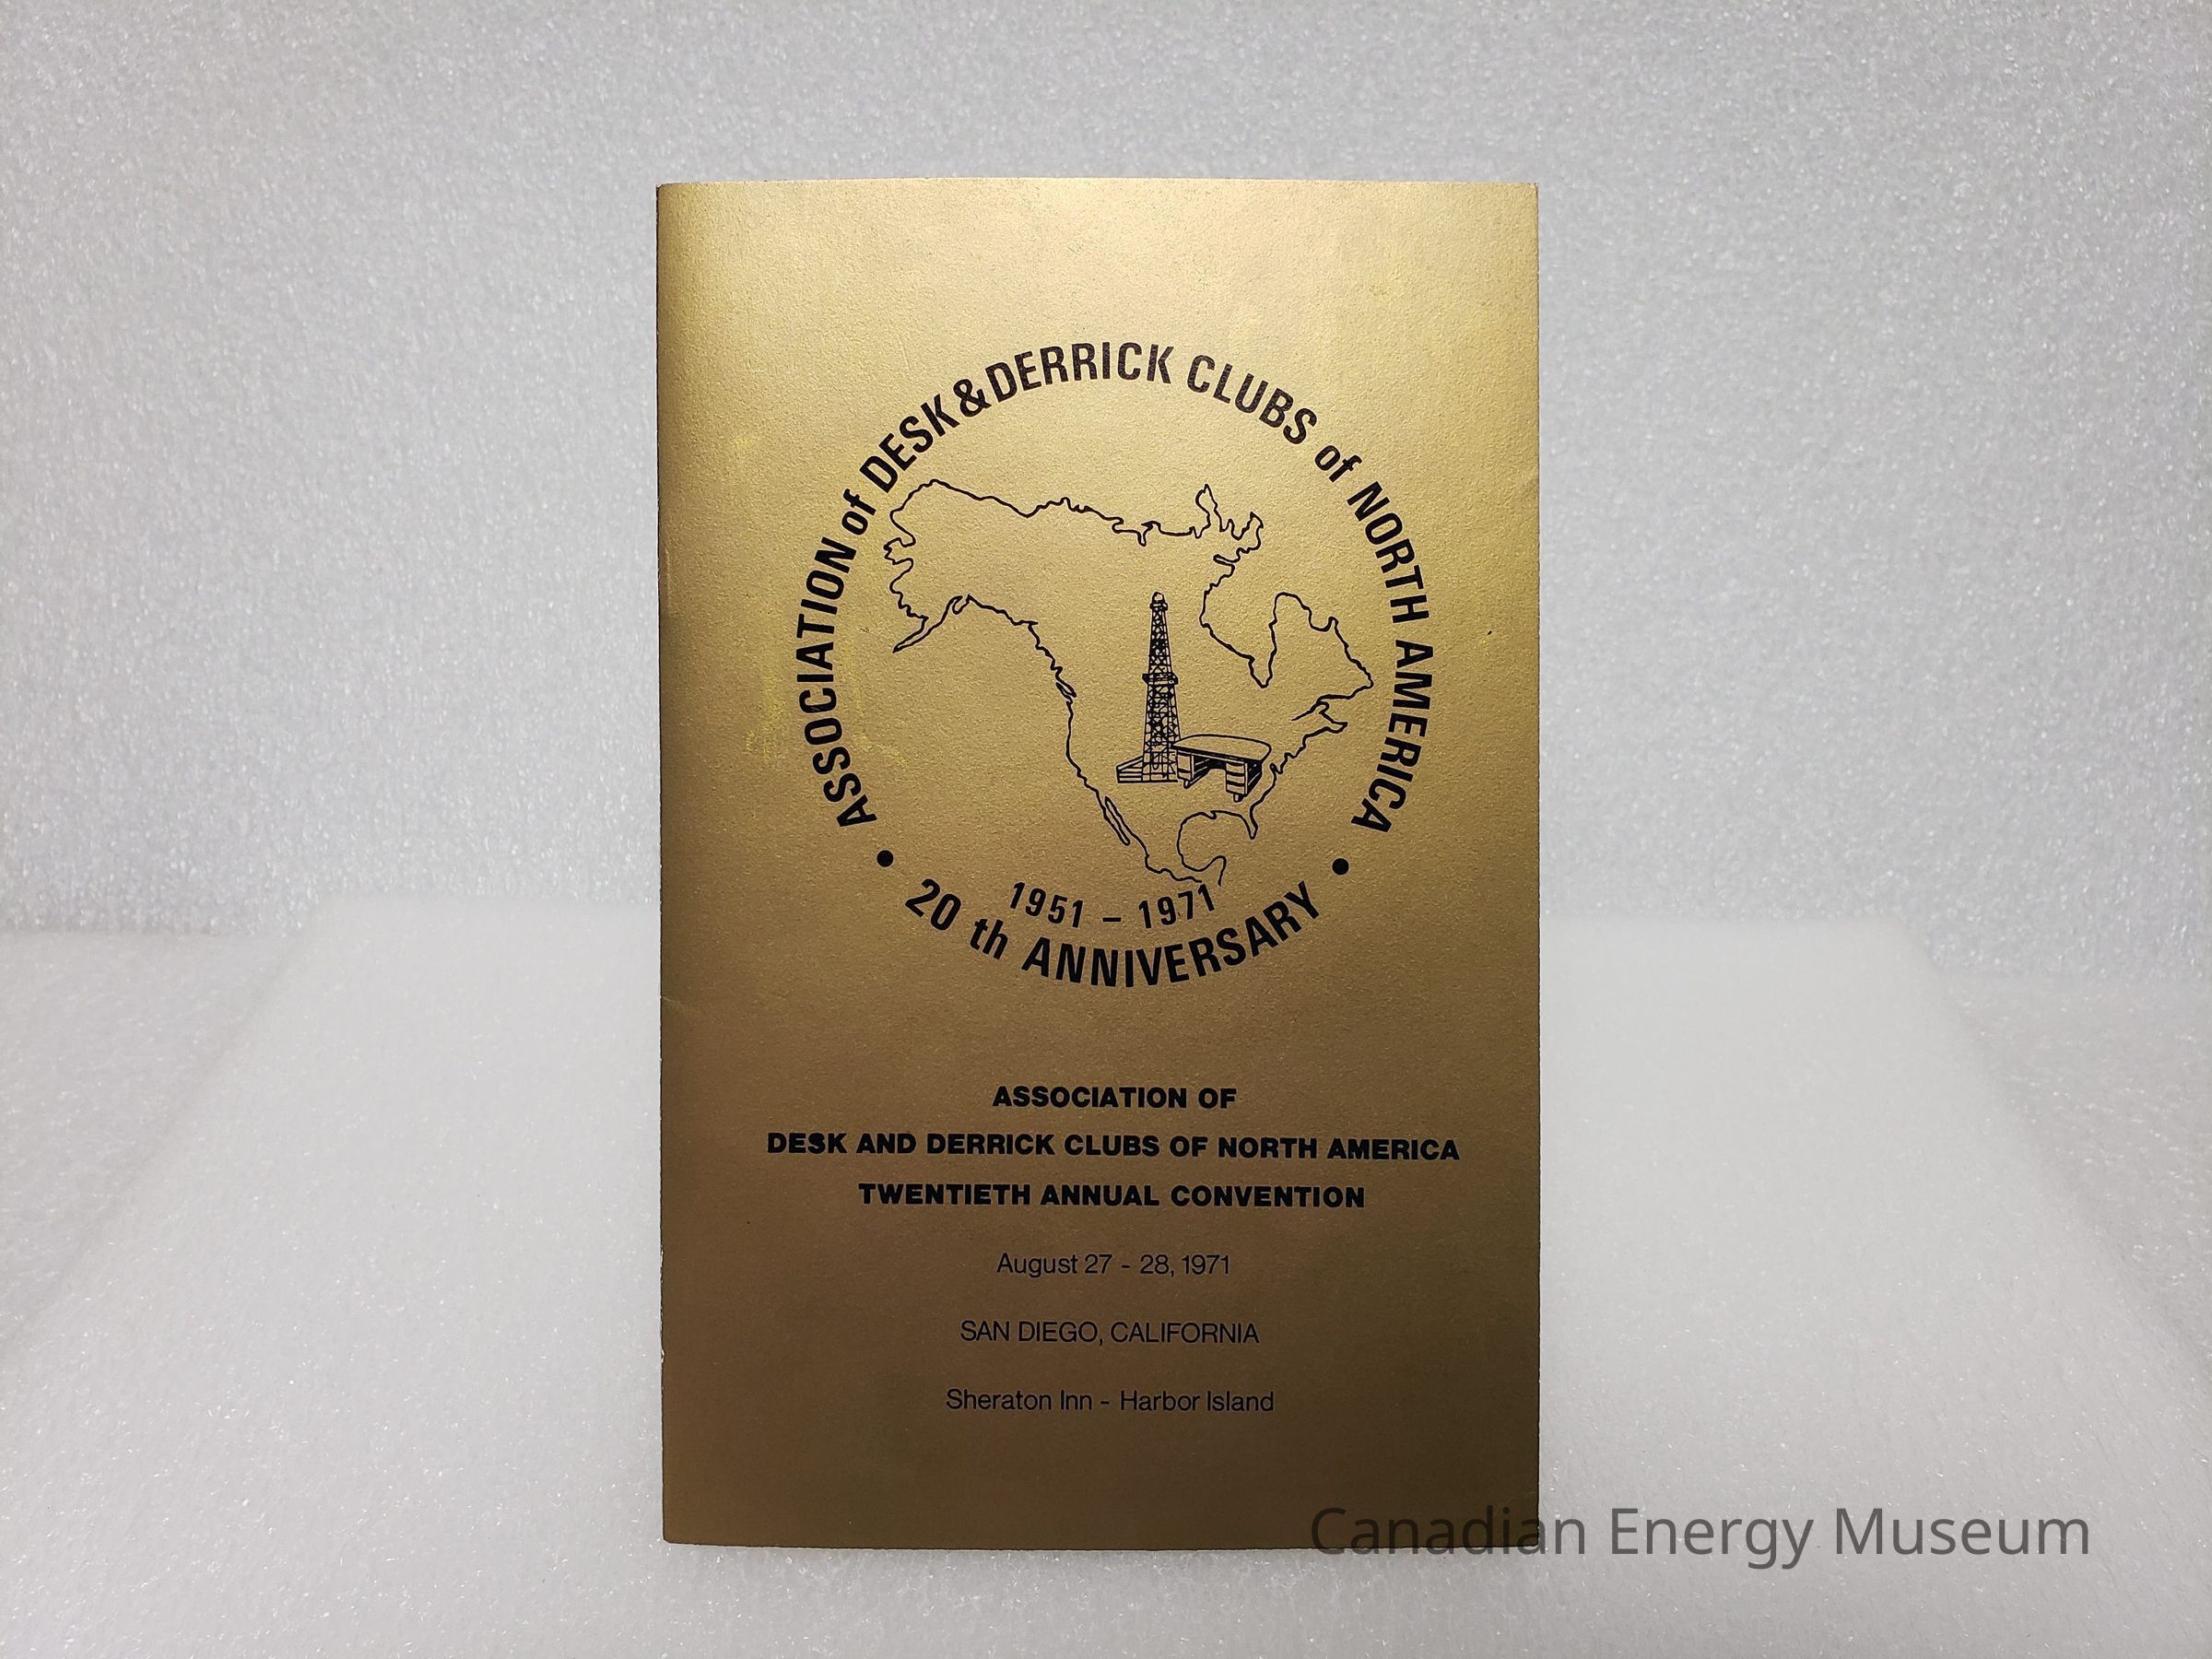 ASSOCIATION of DESK & DERRICK CLUBS of NORTH AMERICA
1951 – 1971
• 20 th ANNIVERSARY •
ASSOCIATION OF
DESK AND DERRICK CLUBS OF NORTH AMERICA
TWENTIETH ANNUAL CONVENTION
August 27 - 28, 1971
SAN DIEGO, CALIFORNIA
Sheraton Inn - Harbor Island
Canadian Energy Museum